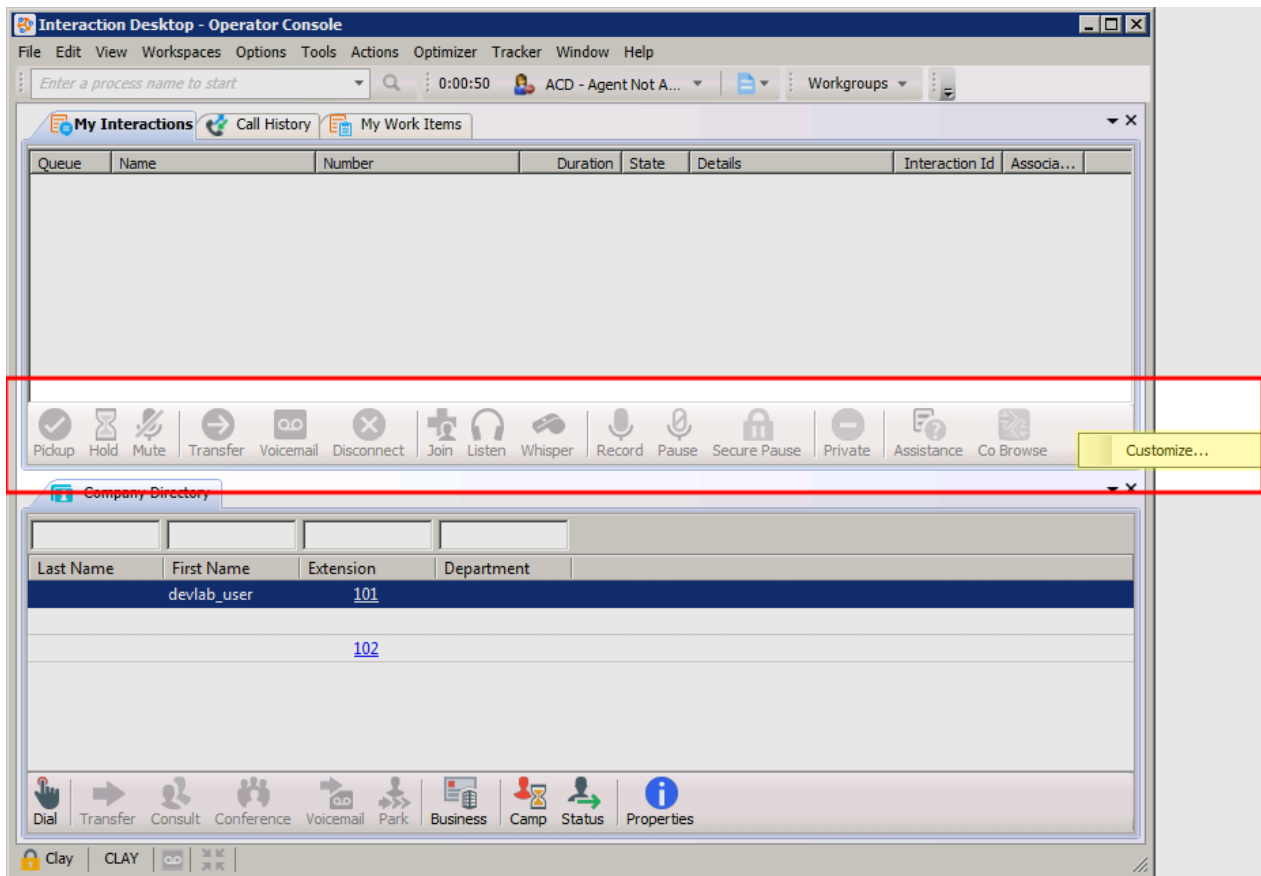 Interaction Desktop - Operator Console
File Edit View Workspaces Options Tools Actions Optimizer Tracker Window Help
Enter a process name to start 0:00:50 ACD - Agent Not A... Workgroups
My Interactions Call History My Work Items
Queue Name Number Duration State Details Interaction Id Associa...
Pickup Hold Mute Transfer Voicemail Disconnect Join Listen Whisper Record Pause Secure Pause Private Assistance Co Browse Customize...
Company Directory
Last Name First Name Extension Department
devlab_user 101
102
Dial Transfer Consult Conference Voicemail Park Business Camp Status Properties
Clay CLAY